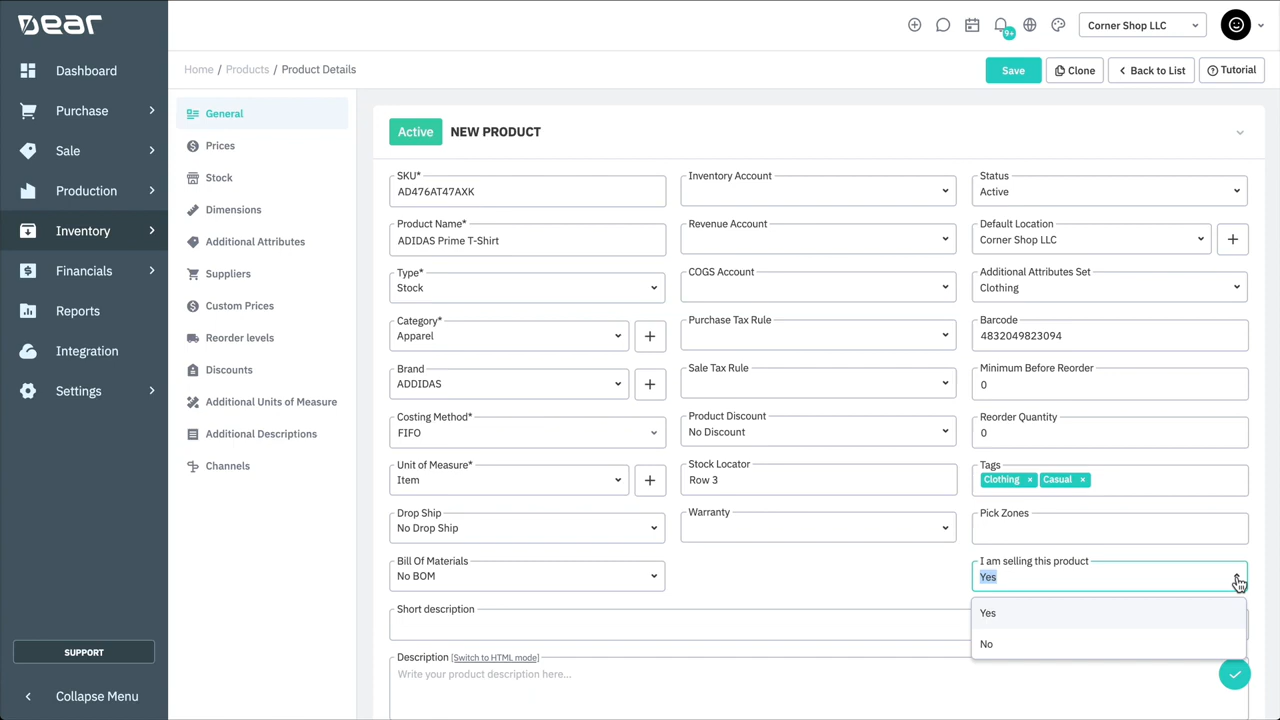 Dear
Dashboard
Purchase
Sale
Production
Inventory
Financials
Reports
Integration
Settings
SUPPORT
Collapse Menu
9+
Corner Shop LLC
Home / Products / Product Details
Save
Clone
Back to List
Tutorial
General
Prices
Stock
Dimensions
Additional Attributes
Suppliers
Custom Prices
Reorder levels
Discounts
Additional Units of Measure
Additional Descriptions
Channels
Active NEW PRODUCT
SKU*
AD476AT47AXK
Product Name*
ADIDAS Prime T-Shirt
Type*
Stock
Category*
Apparel
Brand
ADDIDAS
Costing Method*
FIFO
Unit of Measure*
Item
Drop Ship
No Drop Ship
Bill Of Materials
No BOM
Inventory Account
Revenue Account
COGS Account
Purchase Tax Rule
Sale Tax Rule
Product Discount
No Discount
Stock Locator
Row 3
Warranty
Status
Active
Default Location
Corner Shop LLC
Additional Attributes Set
Clothing
Barcode
4832049823094
Minimum Before Reorder
0
Reorder Quantity
0
Tags
Clothing × Casual ×
Pick Zones
I am selling this product
Yes
Yes
No
Short description
Description [Switch to HTML mode]
Write your product description here...